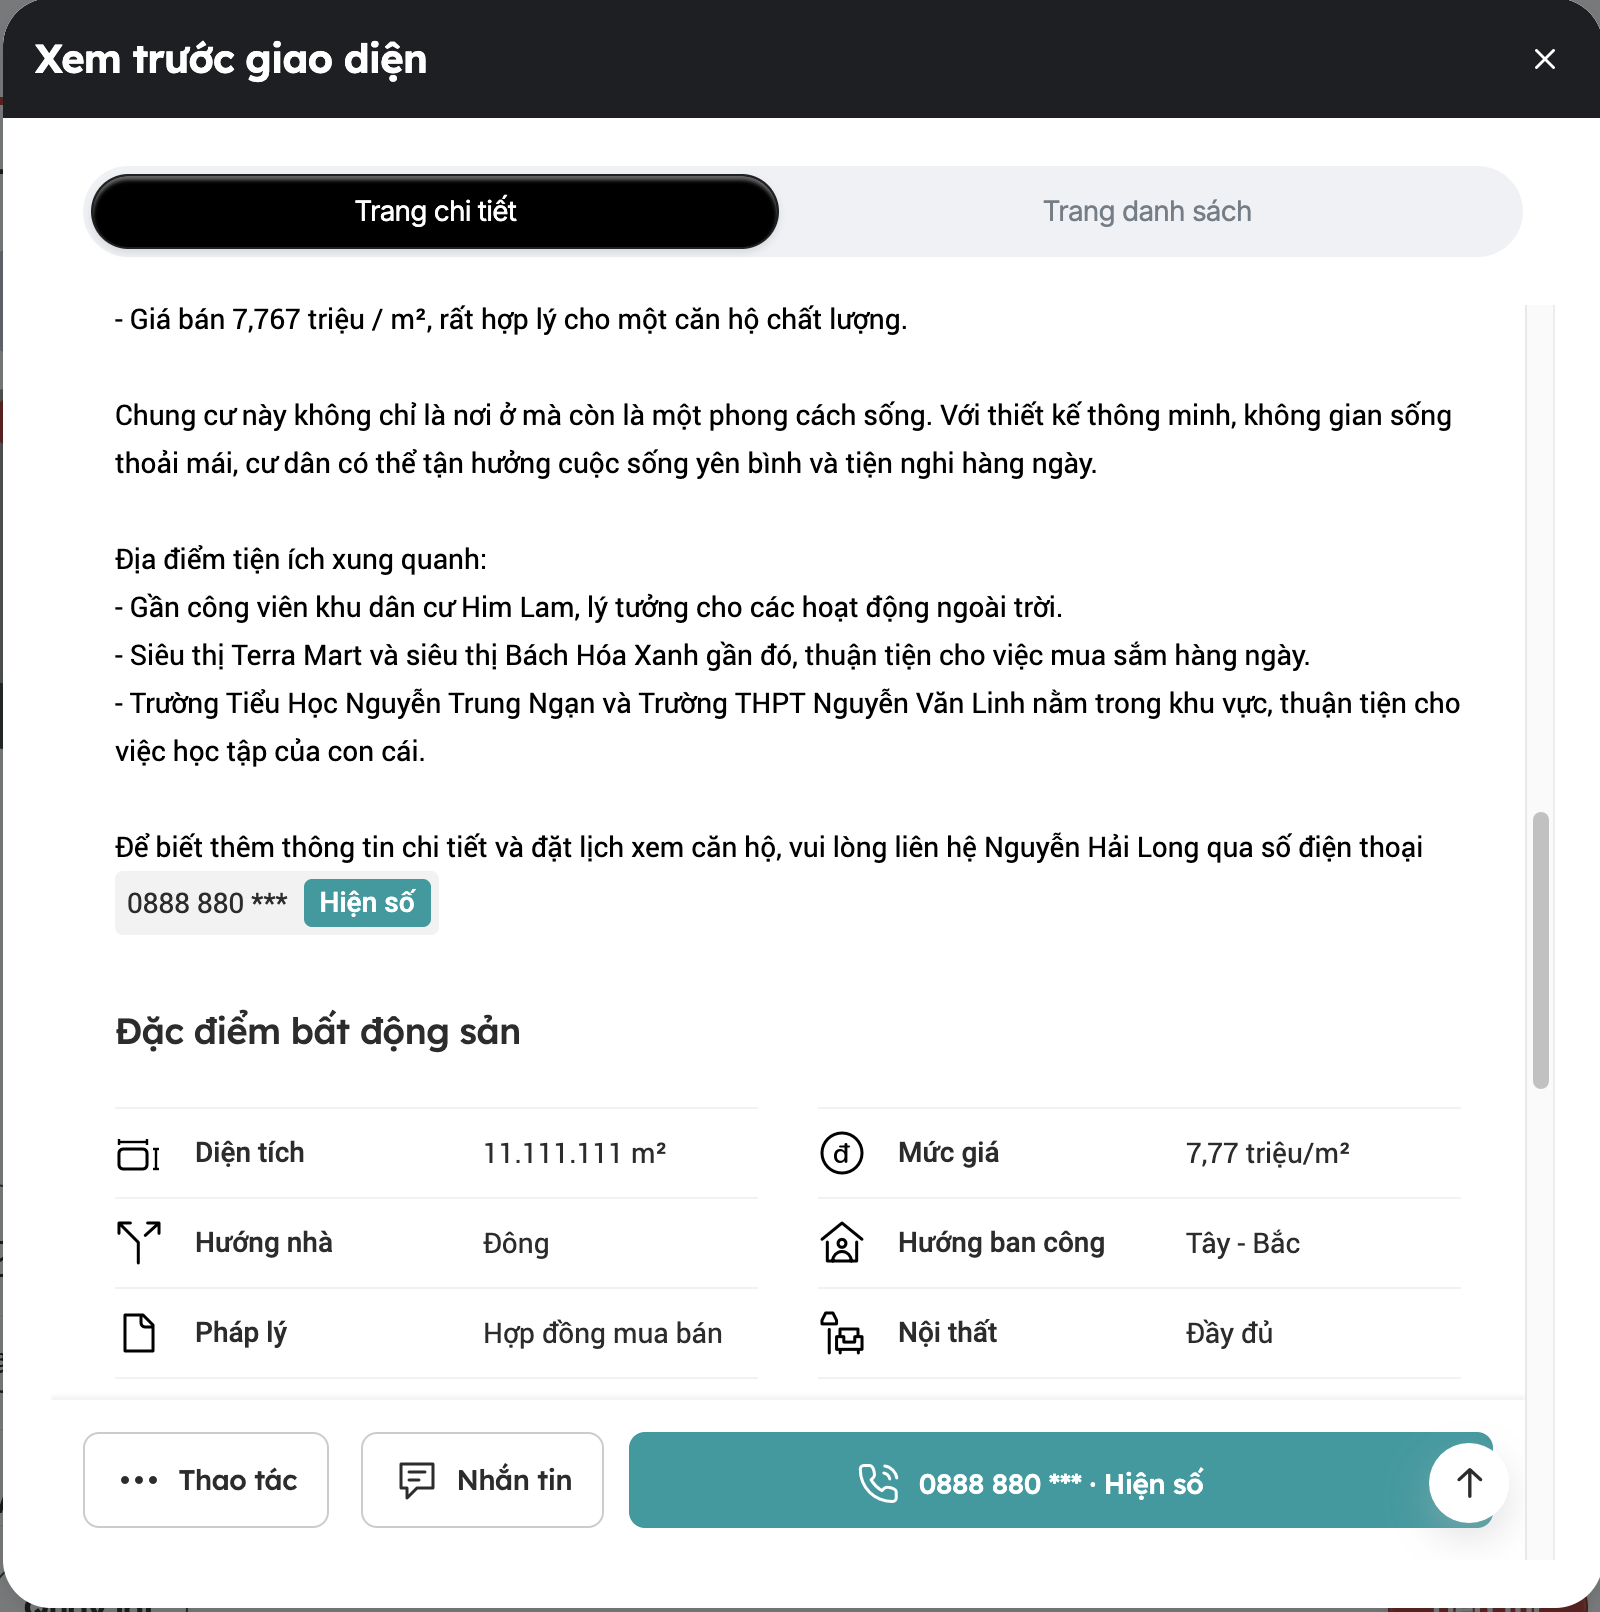 Xem trước giao diện
Trang chi tiết
Trang danh sách
- Giá bán 7,767 triệu / m², rất hợp lý cho một căn hộ chất lượng.
Chung cư này không chỉ là nơi ở mà còn là một phong cách sống. Với thiết kế thông minh, không gian sống
thoải mái, cư dân có thể tận hưởng cuộc sống yên bình và tiện nghi hàng ngày.
Địa điểm tiện ích xung quanh:
- Gần công viên khu dân cư Him Lam, lý tưởng cho các hoạt động ngoài trời.
- Siêu thị Terra Mart và siêu thị Bách Hóa Xanh gần đó, thuận tiện cho việc mua sắm hàng ngày.
- Trường Tiểu Học Nguyễn Trung Ngạn và Trường THPT Nguyễn Văn Linh nằm trong khu vực, thuận tiện cho
việc học tập của con cái.
Để biết thêm thông tin chi tiết và đặt lịch xem căn hộ, vui lòng liên hệ Nguyễn Hải Long qua số điện thoại
0888 880 *** Hiện số
Đặc điểm bất động sản
Diện tích 11.111.111 m²
Mức giá 7,77 triệu/m²
Hướng nhà Đông
Hướng ban công Tây - Bắc
Pháp lý Hợp đồng mua bán
Nội thất Đầy đủ
Thao tác
Nhắn tin
0888 880 *** · Hiện số